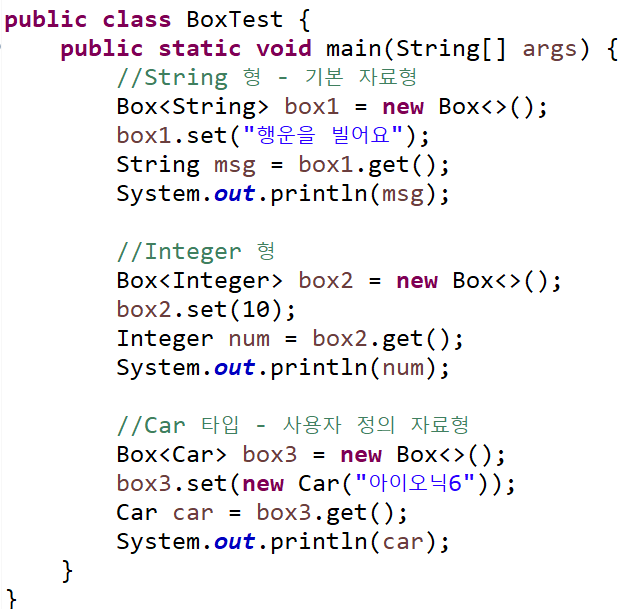 public class BoxTest {
    public static void main(String[] args) {
        //String 형 - 기본 자료형
        Box<String> box1 = new Box<>();
        box1.set("행운을 빌어요");
        String msg = box1.get();
        System.out.println(msg);

        //Integer 형
        Box<Integer> box2 = new Box<>();
        box2.set(10);
        Integer num = box2.get();
        System.out.println(num);

        //Car 타입 - 사용자 정의 자료형
        Box<Car> box3 = new Box<>();
        box3.set(new Car("아이오닉6"));
        Car car = box3.get();
        System.out.println(car);
    }
}